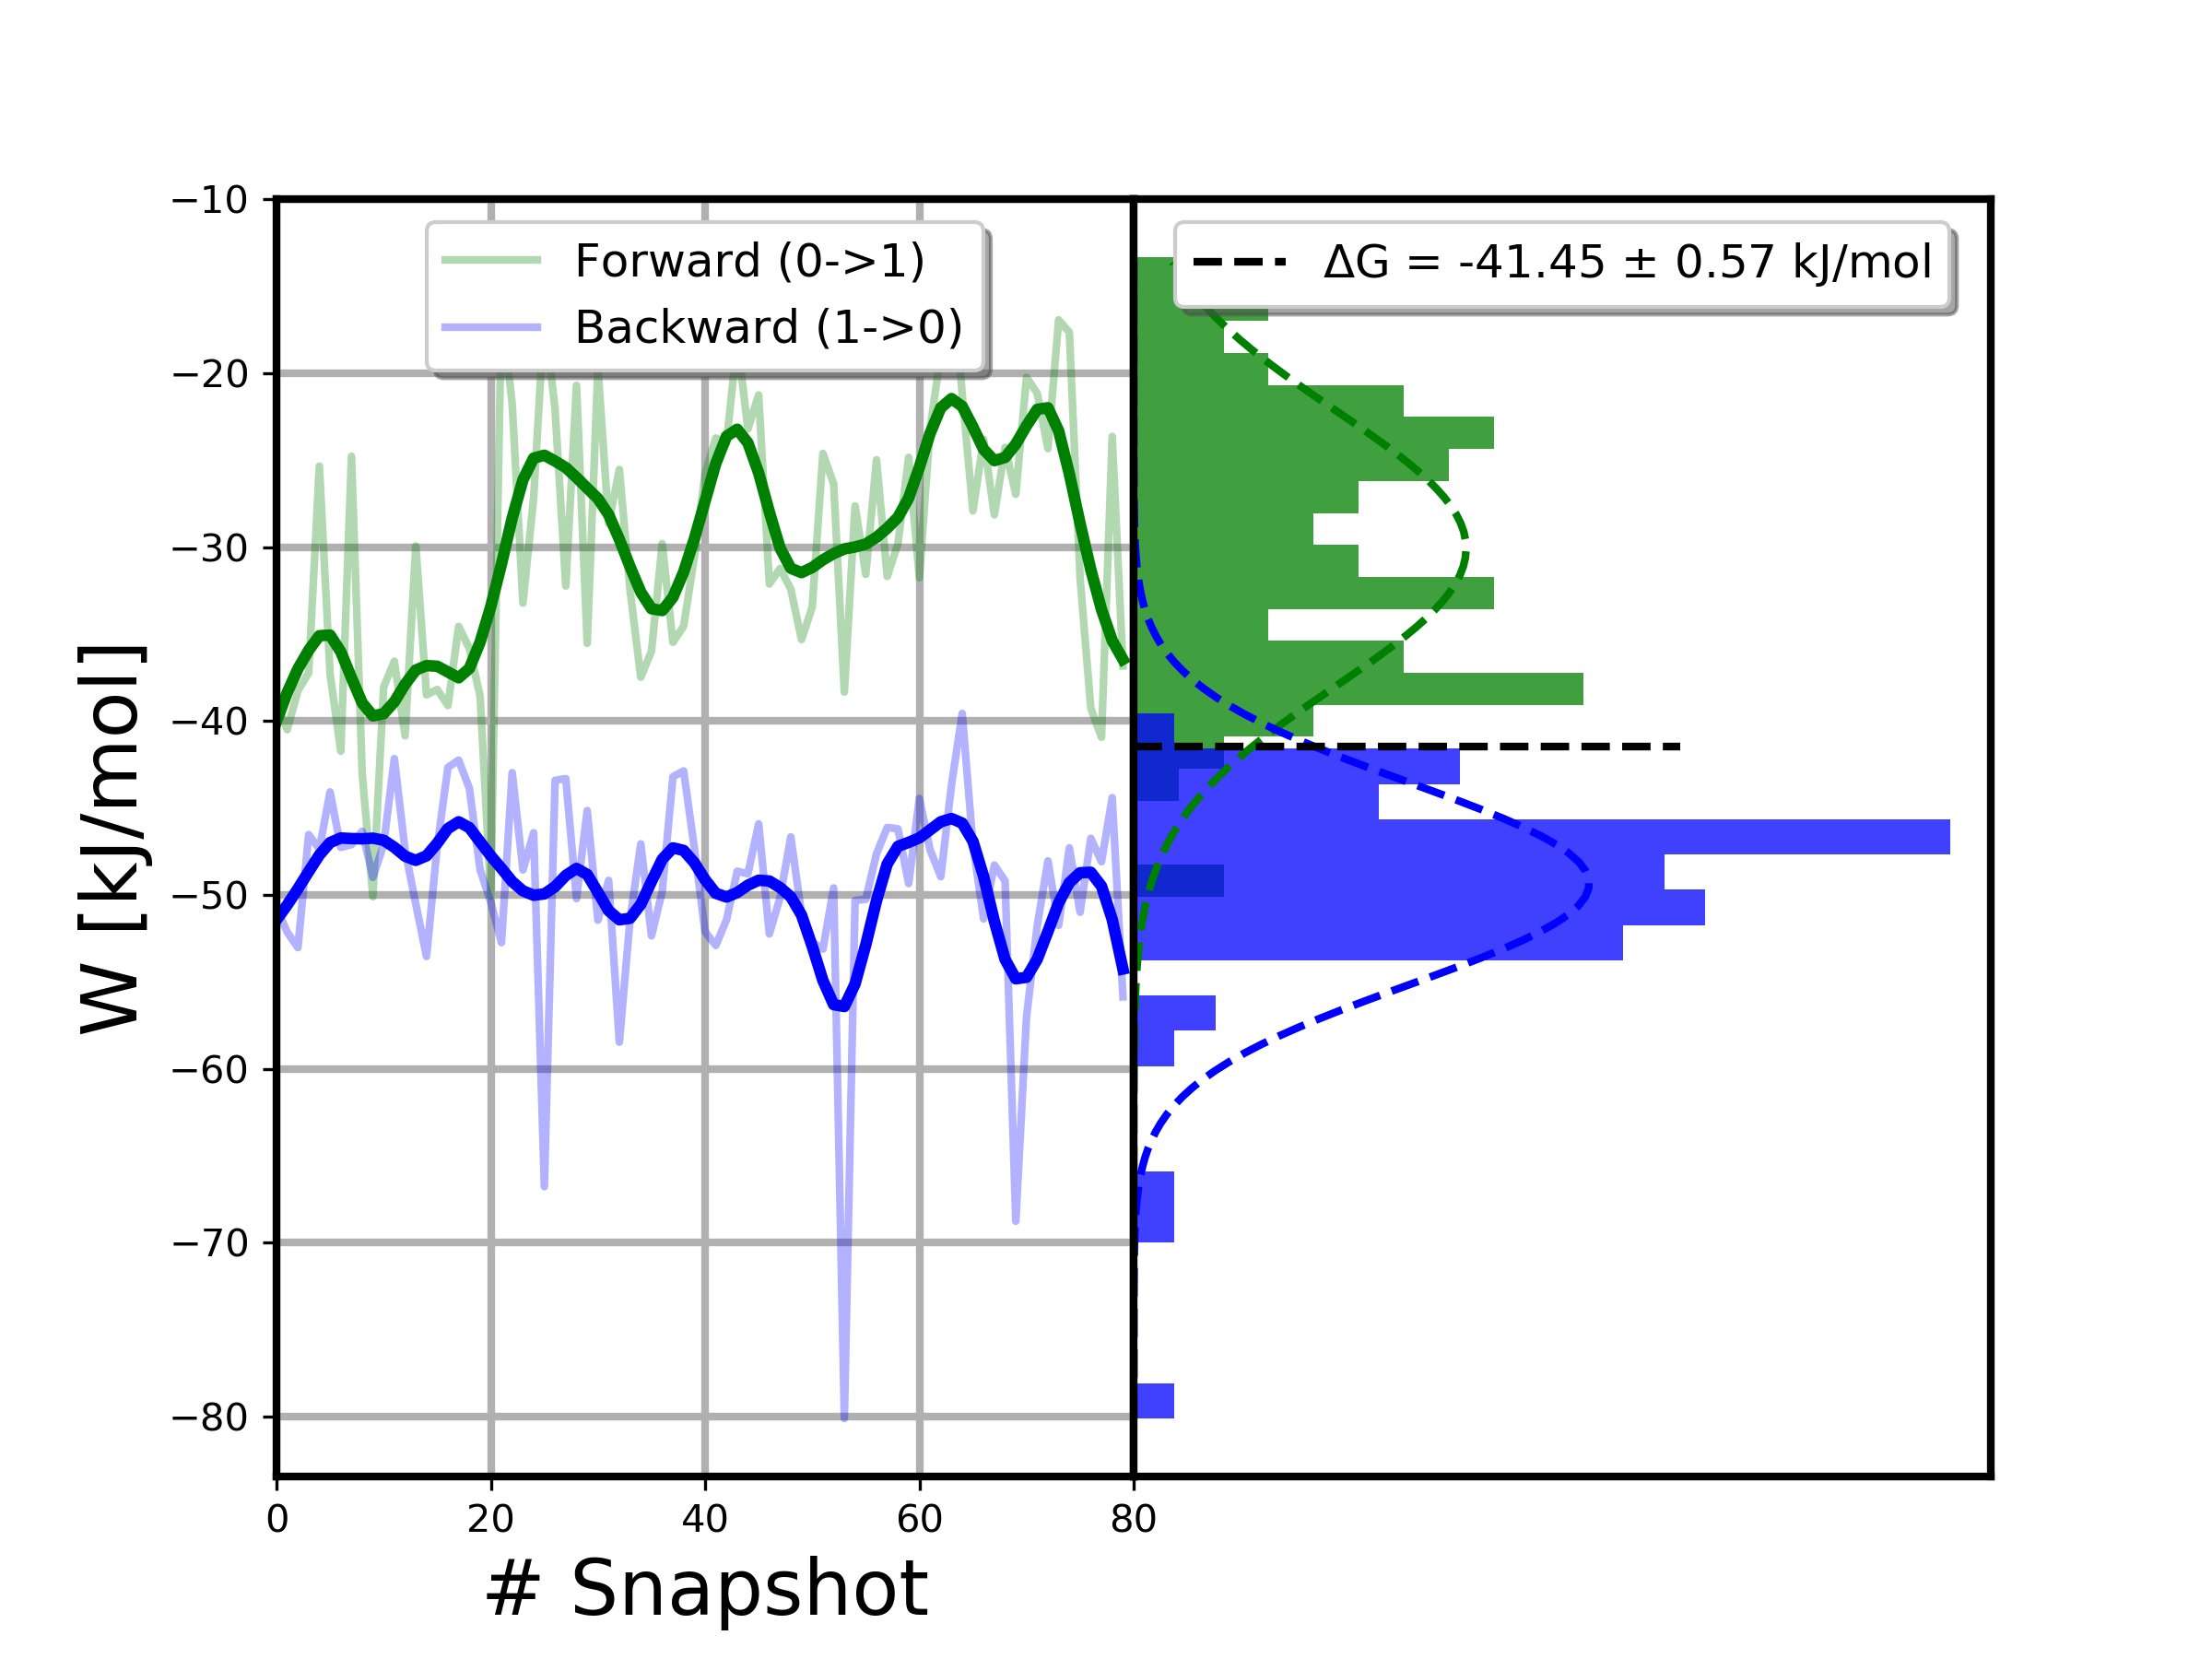 −10
−20
−30
−40
−50
−60
−70
−80
W [kJ/mol]
Forward (0->1)
Backward (1->0)
ΔG = -41.45 ± 0.57 kJ/mol
0 20 40 60 80
# Snapshot